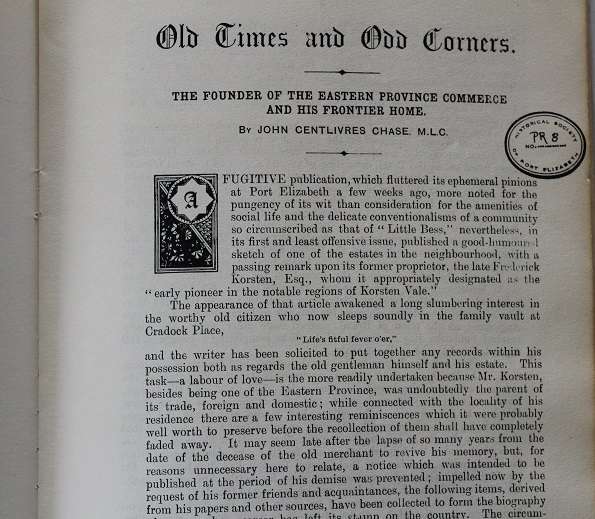 Old Times and Odd Corners.
THE FOUNDER OF THE EASTERN PROVINCE COMMERCE
AND HIS FRONTIER HOME.
By JOHN CENTLIVRES CHASE, M.L.C.
HISTORICAL SOCIETY
PR 8
NO.
OF PORT ELIZABETH
A FUGITIVE publication, which fluttered its ephemeral pinions
at Port Elizabeth a few weeks ago, more noted for the
pungency of its wit than consideration for the amenities of
social life and the delicate conventionalisms of a community
so circumscribed as that of "Little Bess," nevertheless, in
its first and least offensive issue, published a good-humoured
sketch of one of the estates in the neighbourhood, with a
passing remark upon its former proprietor, the late Frederick
Korsten, Esq., whom it appropriately designated as the
"early pioneer in the notable regions of Korsten Vale."
The appearance of that article awakened a long slumbering interest in
the worthy old citizen who now sleeps soundly in the family vault at
Cradock Place,
"Life's fitful fever o'er,"
and the writer has been solicited to put together any records within his
possession both as regards the old gentleman himself and his estate. This
task—a labour of love—is the more readily undertaken because Mr. Korsten,
besides being one of the Eastern Province, was undoubtedly the parent of
its trade, foreign and domestic; while connected with the locality of his
residence there are a few interesting reminiscences which it were probably
well worth to preserve before the recollection of them shall have completely
faded away. It may seem late after the lapse of so many years from the
date of the decease of the old merchant to revive his memory, but, for
reasons unnecessary here to relate, a notice which was intended to be
published at the period of his demise was prevented; impelled now by the
request of his former friends and acquaintances, the following items, derived
from his papers and other sources, have been collected to form the biography
has left its stamp on the country. The circum-